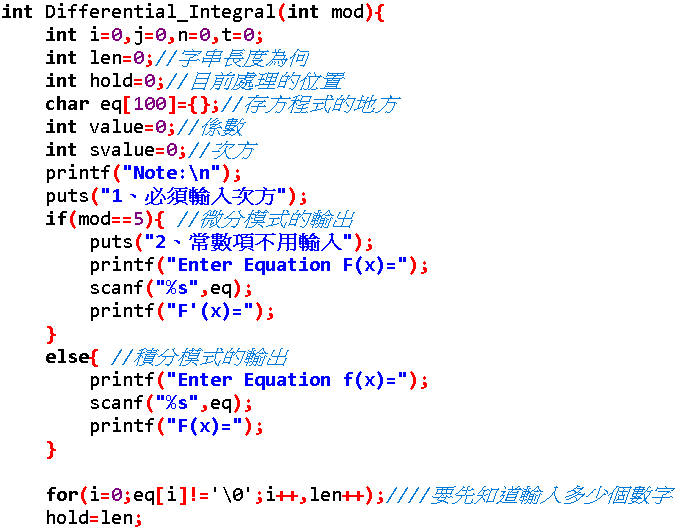 int Differential_Integral(int mod){
    int i=0,j=0,n=0,t=0;
    int len=0;//字串長度為何
    int hold=0;//目前處理的位置
    char eq[100]={};//存方程式的地方
    int value=0;//係數
    int svalue=0;//次方
    printf("Note:\n");
    puts("1、必須輸入次方");
    if(mod==5){ //微分模式的輸出
        puts("2、常數項不用輸入");
        printf("Enter Equation F(x)=");
        scanf("%s",eq);
        printf("F'(x)=");
    }
    else{ //積分模式的輸出
        printf("Enter Equation f(x)=");
        scanf("%s",eq);
        printf("F(x)=");
    }
    for(i=0;eq[i]!='\0';i++,len++);////要先知道輸入多少個數字
    hold=len;